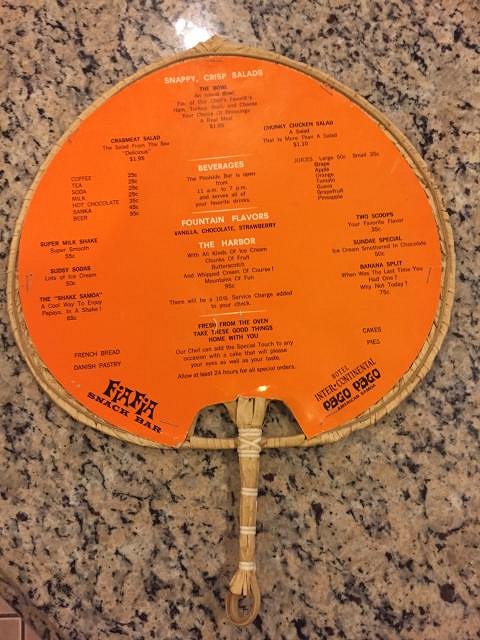 SNAPPY, CRISP SALADS
THE BOWL
An Island Bowl
Full of Our Chef's Favorite's
Ham, Turkey, Beef, and Cheese
Your Choice Of Dressings
A Real Meal
$1.95
CRABMEAT SALAD
The Salad From The Sea
"Delicious"
$1.95
CHUNKY CHICKEN SALAD
A Salad
That is More Than A Salad
$1.10
BEVERAGES
The Poolside Bar is open
from
11 a.m. to 7 p.m.
and serves all of
your favorite drinks.
COFFEE 25c
TEA 25c
SODA 25c
MILK
HOT CHOCOLATE
SANKA
BEER
JUICES Large 50c Small 35c
Grape
Apple
Orange
Tomato
Guava
Grapefruit
Pineapple
FOUNTAIN FLAVORS
VANILLA, CHOCOLATE, STRAWBERRY
SUPER MILK SHAKE
Super Smooth
55c
SUDSY SODAS
Lots of Ice Cream
50c
THE "SHAKE SAMOA"
A Cool Way To Enjoy
Papaya. In A Shake!
65c
THE HARBOR
With All Kinds Of Ice Cream
Chunks Of Fruit
Butterscotch
And Whipped Cream Of Course!
Mountains Of Fun
95c
TWO SCOOPS
Your Favorite Flavor
35c
SUNDAE SPECIAL
Ice Cream Smothered In Chocolate
50c
BANANA SPLIT
When Was The Last Time You
Had One?
Why Not Today!
75c
There will be a 10% Service Charge added
to your check.
FRESH FROM THE OVEN
TAKE THESE GOOD THINGS
HOME WITH YOU
Our Chef can add the Special Touch to any
occasion with a cake that will please
your eyes as well as your taste.
Allow at least 24 hours for all special orders.
FRENCH BREAD
DANISH PASTRY
CAKES
PIES
FiAFiA
SNACK BAR
HOTEL
INTER·CONTINENTAL
PAGO PAGO
AMERICAN SAMOA